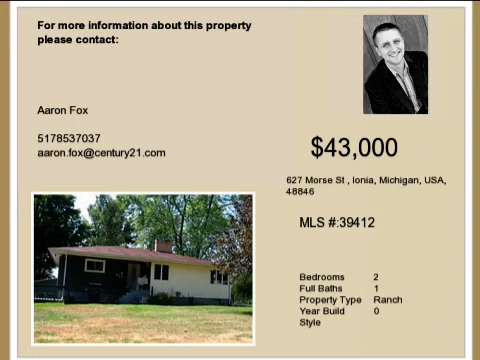 For more information about this property
please contact:
Aaron Fox
5178537037
aaron.fox@century21.com
$43,000
627 Morse St , Ionia, Michigan, USA,
48846
MLS #:39412
Bedrooms 2
Full Baths 1
Property Type Ranch
Year Build 0
Style